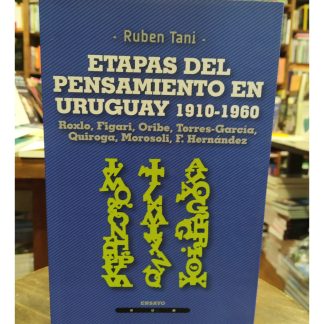 - Ruben Tani -
ETAPAS DEL
PENSAMIENTO EN
URUGUAY 1910-1960
Roxlo, Figari, Oribe, Torres-García,
Quiroga, Morosoli, F. Hernández
ENSAYO